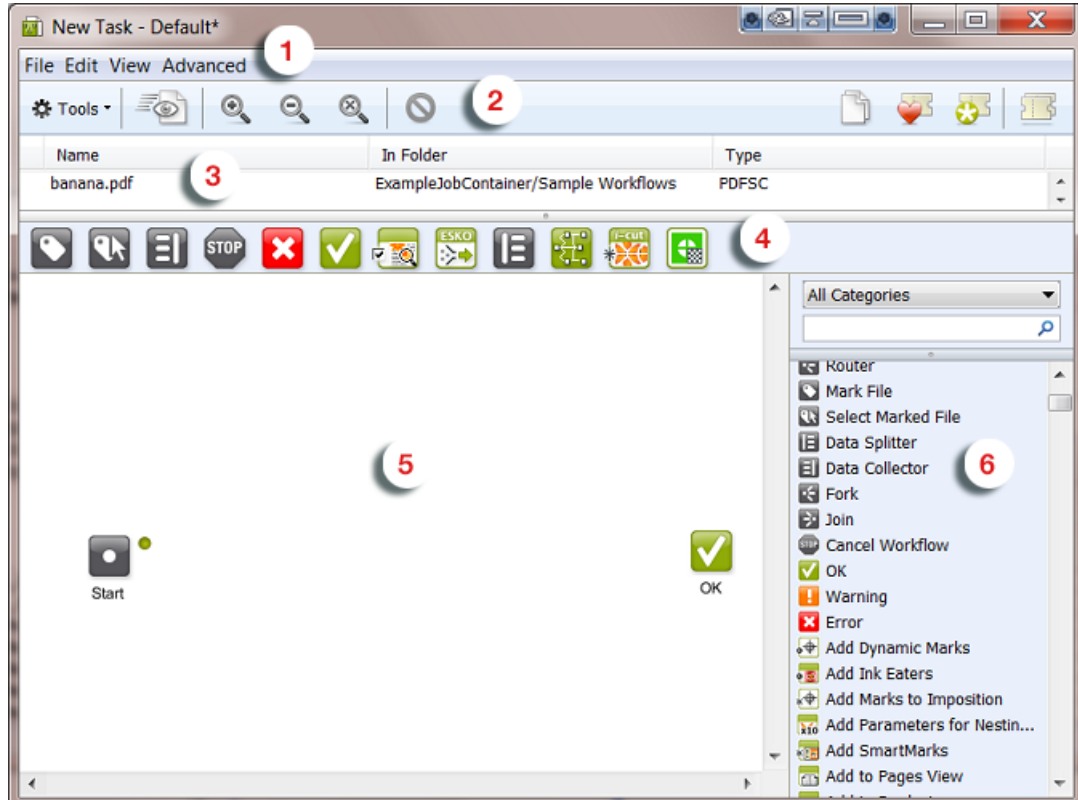 New Task - Default*
File Edit View Advanced
1
Tools
2
Name In Folder Type
banana.pdf ExampleJobContainer/Sample Workflows PDFSC
3
STOP
ESKO
i-cut
4
All Categories
Router
Mark File
Select Marked File
Data Splitter
Data Collector
Fork
Join
STOP Cancel Workflow
OK
Warning
Error
Add Dynamic Marks
Add Ink Eaters
Add Marks to Imposition
x10 Add Parameters for Nestin...
Add SmartMarks
Add to Pages View
5
6
Start
OK